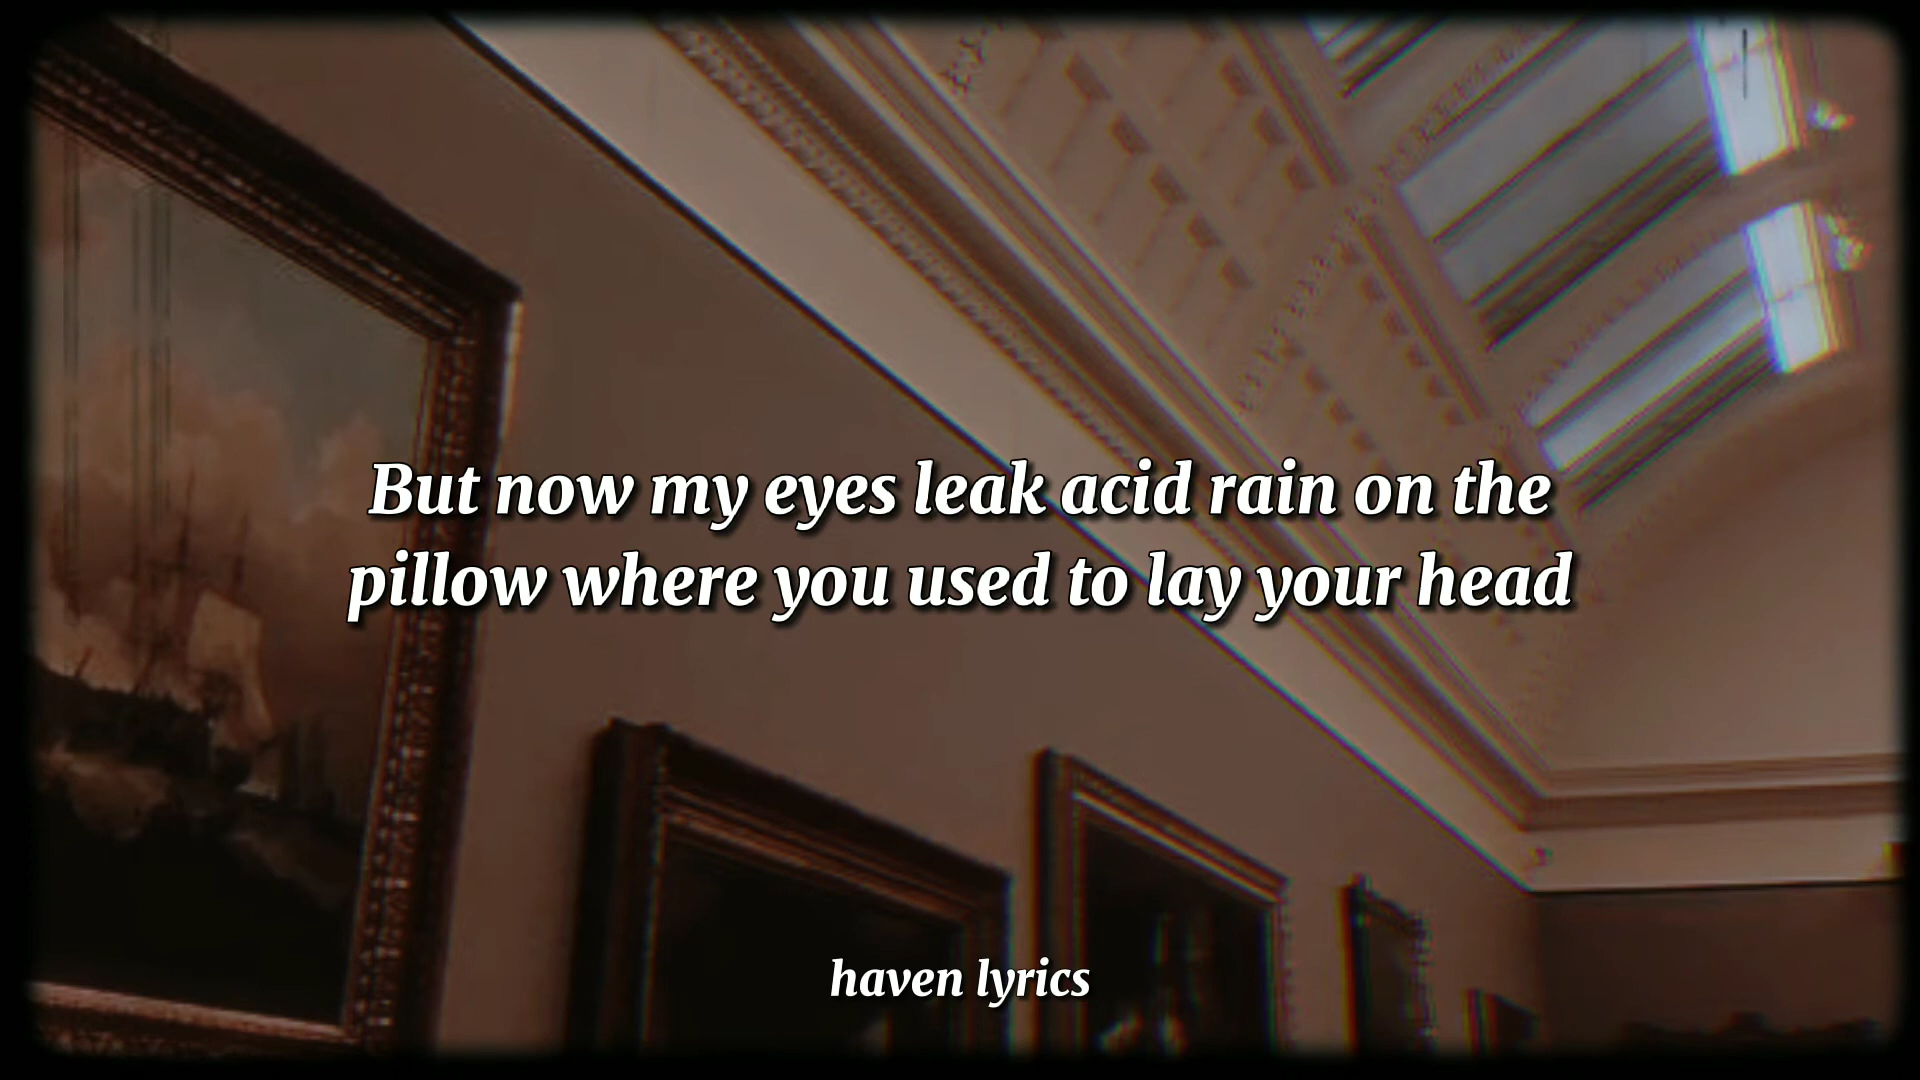 But now my eyes leak acid rain on the
pillow where you used to lay your head
haven lyrics